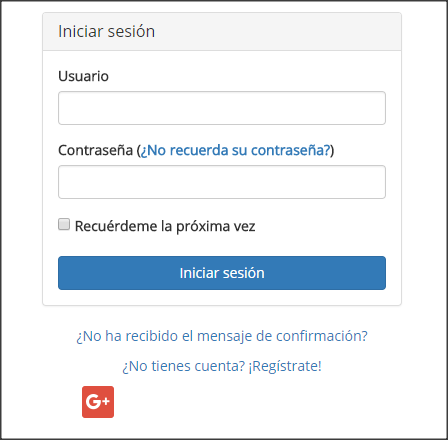 Iniciar sesión
Usuario
Contraseña (¿No recuerda su contraseña?)
Recuérdeme la próxima vez
Iniciar sesión
¿No ha recibido el mensaje de confirmación?
¿No tienes cuenta? ¡Regístrate!
G+